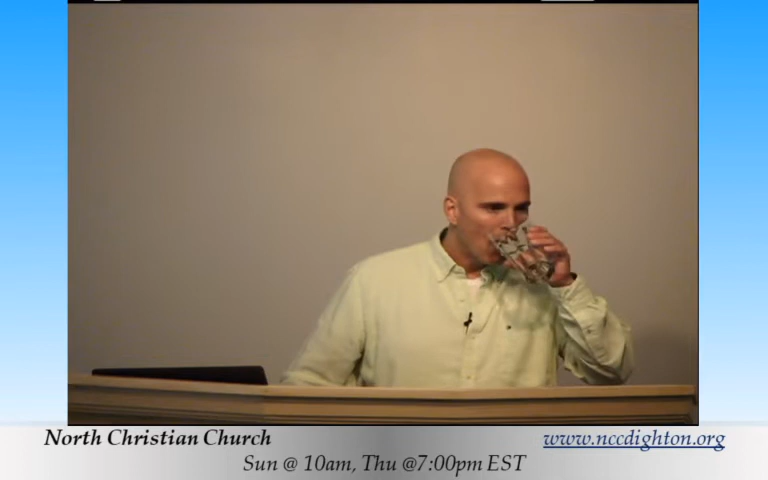 North Christian Church
www.nccdighton.org
Sun @ 10am, Thu @7:00pm EST